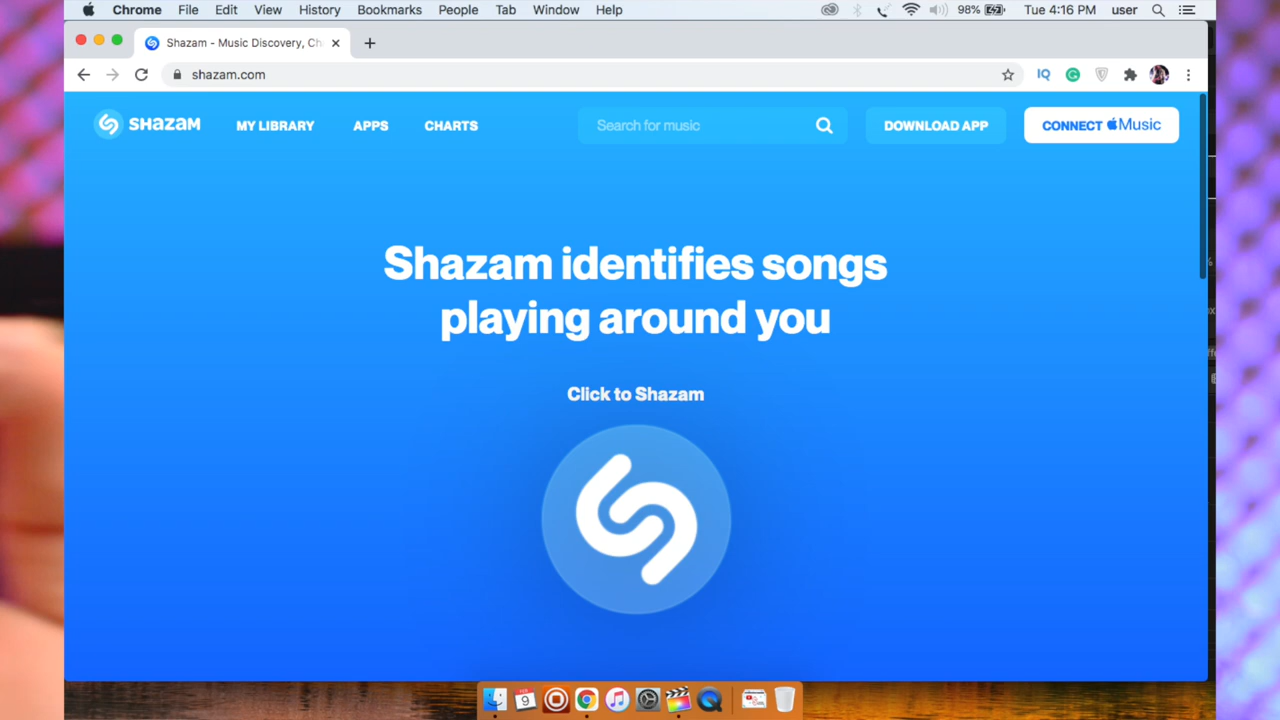 Chrome File Edit View History Bookmarks People Tab Window Help 98% Tue 4:16 PM user
Shazam - Music Discovery, Ch
shazam.com IQ
SHAZAM MY LIBRARY APPS CHARTS Search for music DOWNLOAD APP CONNECT Music
Shazam identifies songs
playing around you
Click to Shazam
FEB
9